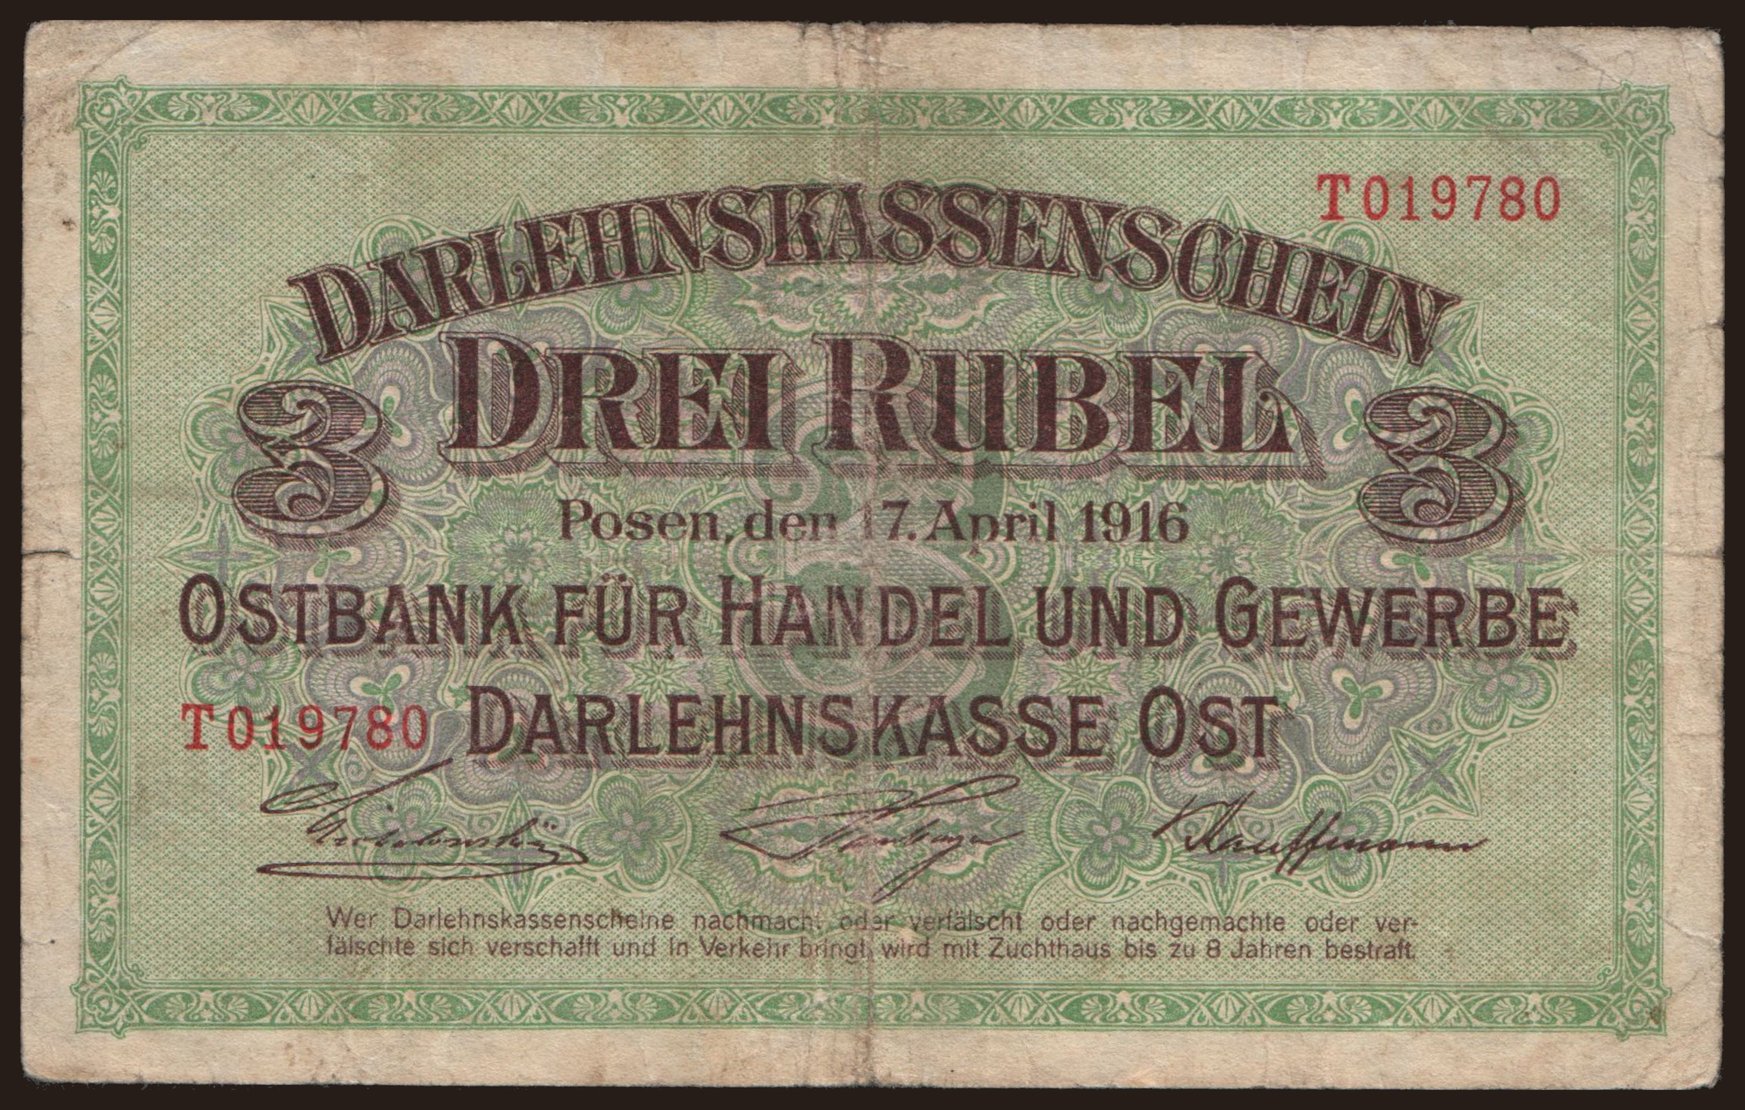 T019780
DARLEHNSKASSENSCHEIN
3 DREI RUBEL 3
Posen, den 17. April 1916
OSTBANK FÜR HANDEL UND GEWERBE
T019780 DARLEHNSKASSE OST
Kauffmann
Wer Darlehnskassenscheine nachmacht oder verfälscht oder nachgemachte oder ver-
fälschte sich verschafft und in Verkehr bringt, wird mit Zuchthaus bis zu 8 Jahren bestraft.